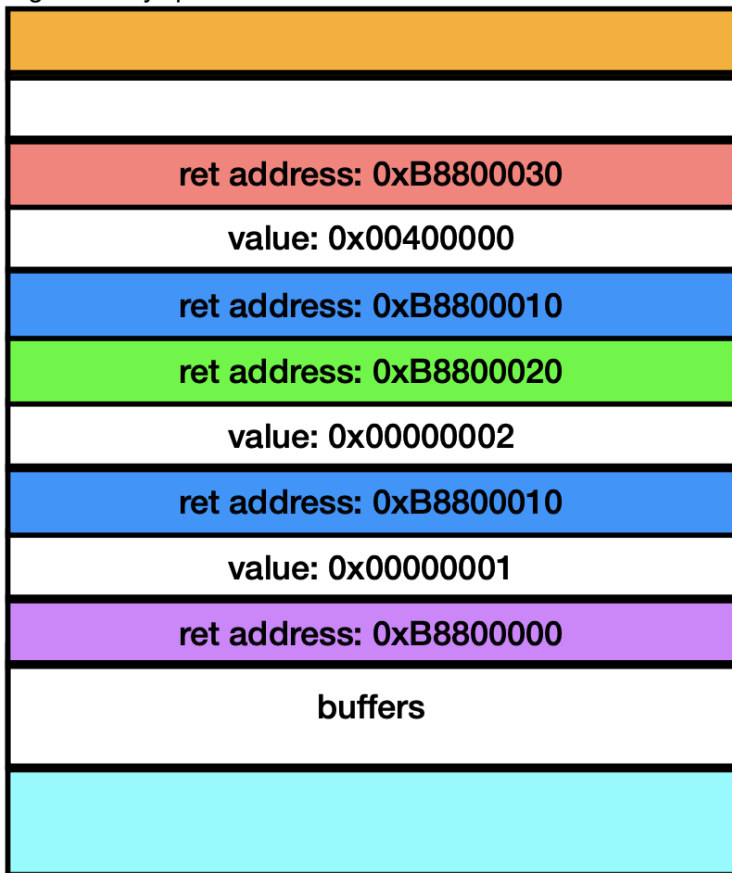 ret address: 0xB8800030
value: 0x00400000
ret address: 0xB8800010
ret address: 0xB8800020
value: 0x00000002
ret address: 0xB8800010
value: 0x00000001
ret address: 0xB8800000
buffers